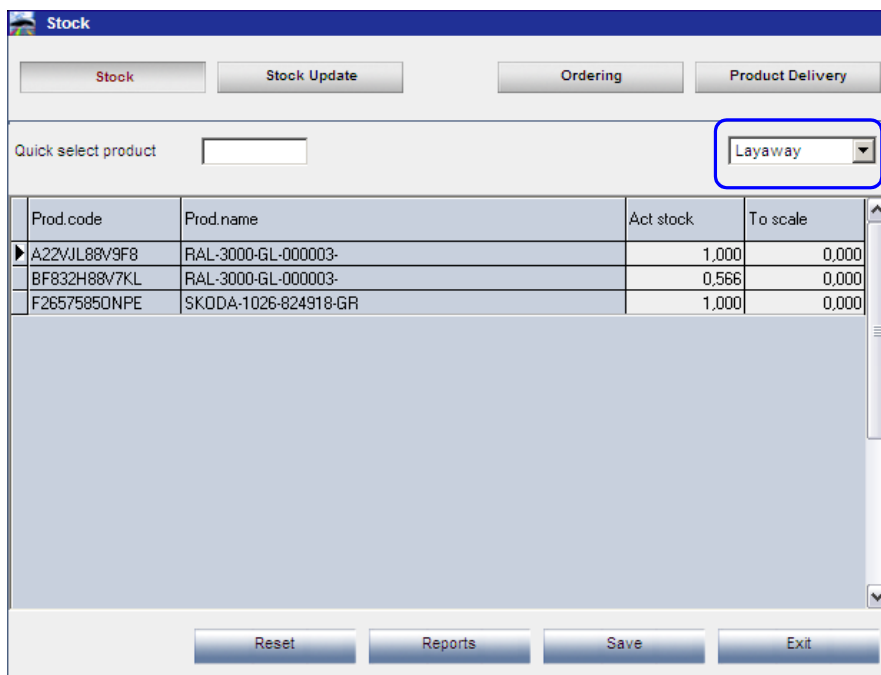 Stock
Stock Stock Update Ordering Product Delivery
Quick select product Layaway
Prod.code Prod.name Act stock To scale
A22VJL88V9F8 RAL-3000-GL-000003- 1,000 0,000
BF832H88V7KL RAL-3000-GL-000003- 0,566 0,000
F2657585ONPE SKODA-1026-824918-GR 1,000 0,000
Reset Reports Save Exit